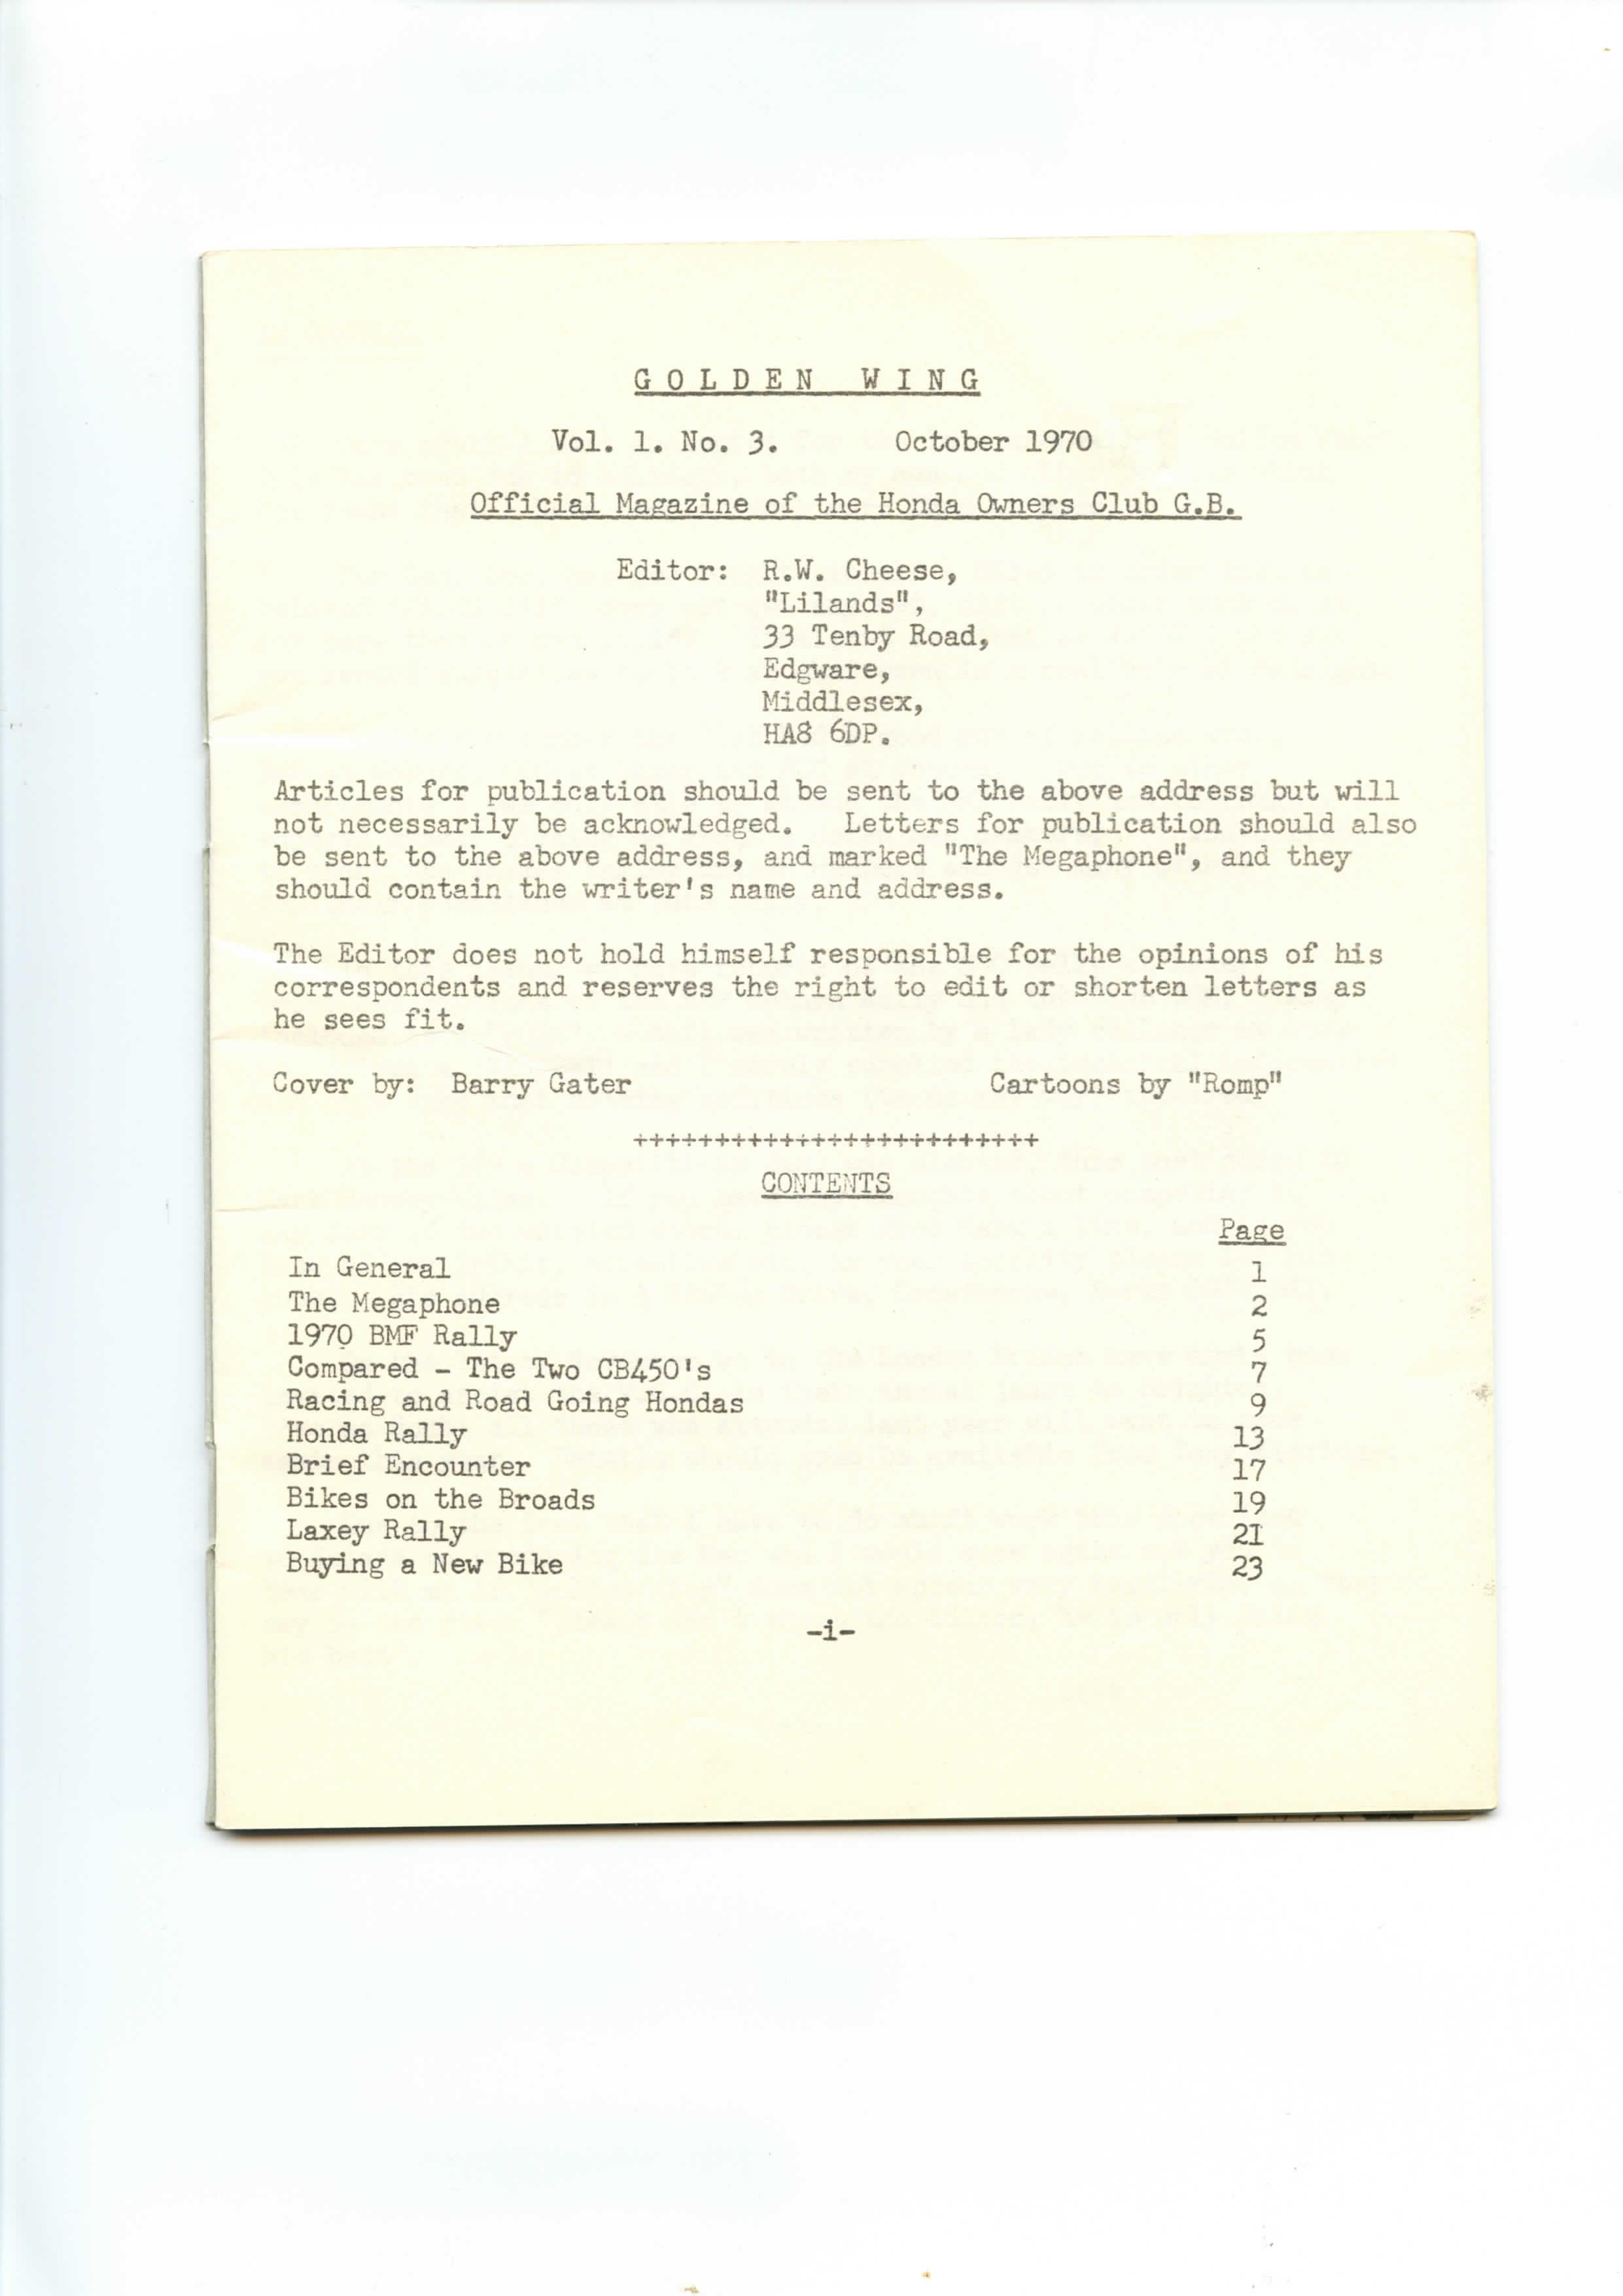 GOLDEN WING
Vol. 1. No. 3. October 1970
Official Magazine of the Honda Owners Club G.B.
Editor: R.W. Cheese,
"Lilands",
33 Tenby Road,
Edgware,
Middlesex,
HA8 6DP.
Articles for publication should be sent to the above address but will
not necessarily be acknowledged. Letters for publication should also
be sent to the above address, and marked "The Megaphone", and they
should contain the writer's name and address.
The Editor does not hold himself responsible for the opinions of his
correspondents and reserves the right to edit or shorten letters as
he sees fit.
Cover by: Barry Gater Cartoons by "Romp"
+++++++++++++++++++++++++
CONTENTS
Page
In General 1
The Megaphone 2
1970 BMF Rally 5
Compared - The Two CB450's 7
Racing and Road Going Hondas 9
Honda Rally 13
Brief Encounter 17
Bikes on the Broads 19
Laxey Rally 21
Buying a New Bike 23
-i-